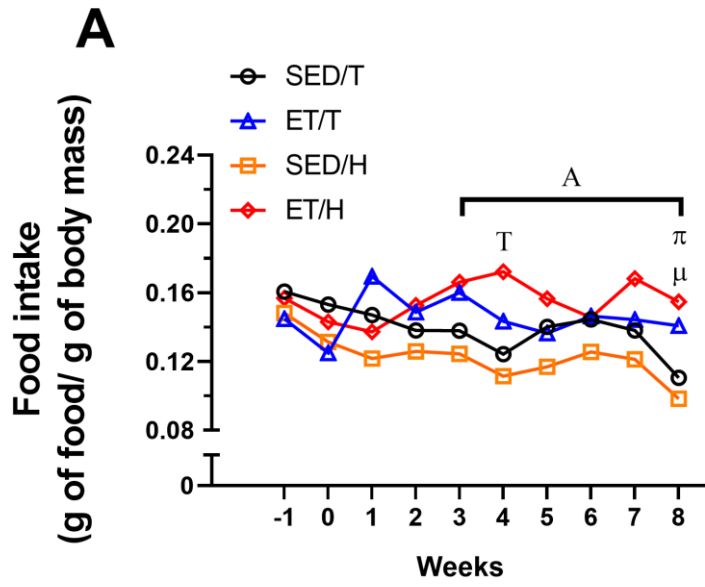 A
SED/T
ET/T
SED/H
ET/H
Food intake
(g of food/ g of body mass)
0.24
0.20
0.16
0.12
0.08
0
A
T
π
μ
-1 0 1 2 3 4 5 6 7 8
Weeks